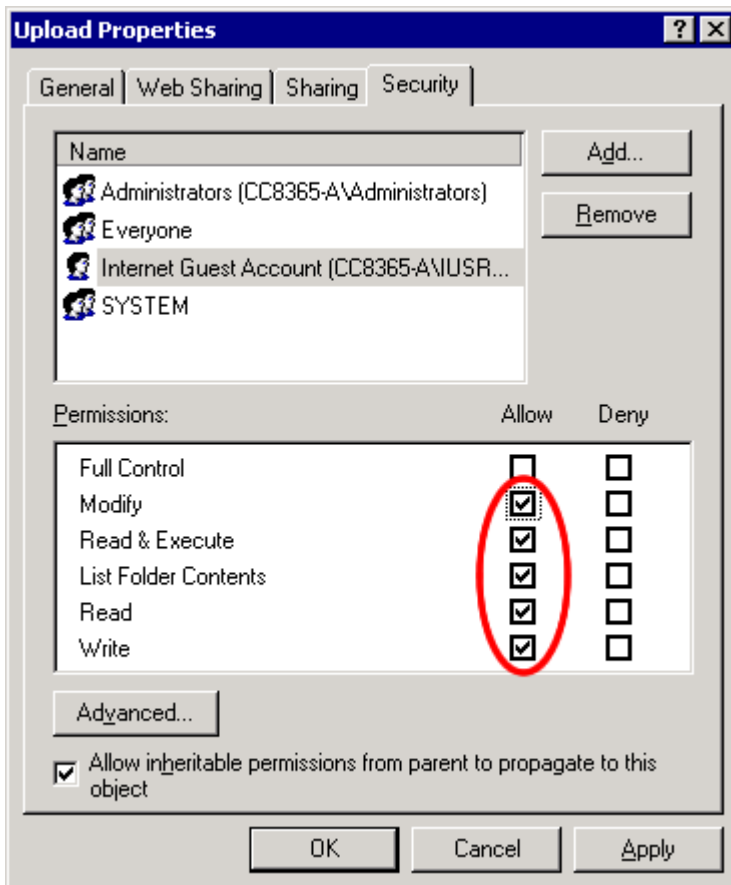 Upload Properties
General Web Sharing Sharing Security
Name
Add...
Administrators (CC8365-A\Administrators)
Remove
Everyone
Internet Guest Account (CC8365-A\IUSR...
SYSTEM
Permissions: Allow Deny
Full Control
Modify
Read & Execute
List Folder Contents
Read
Write
Advanced...
Allow inheritable permissions from parent to propagate to this
object
OK Cancel Apply